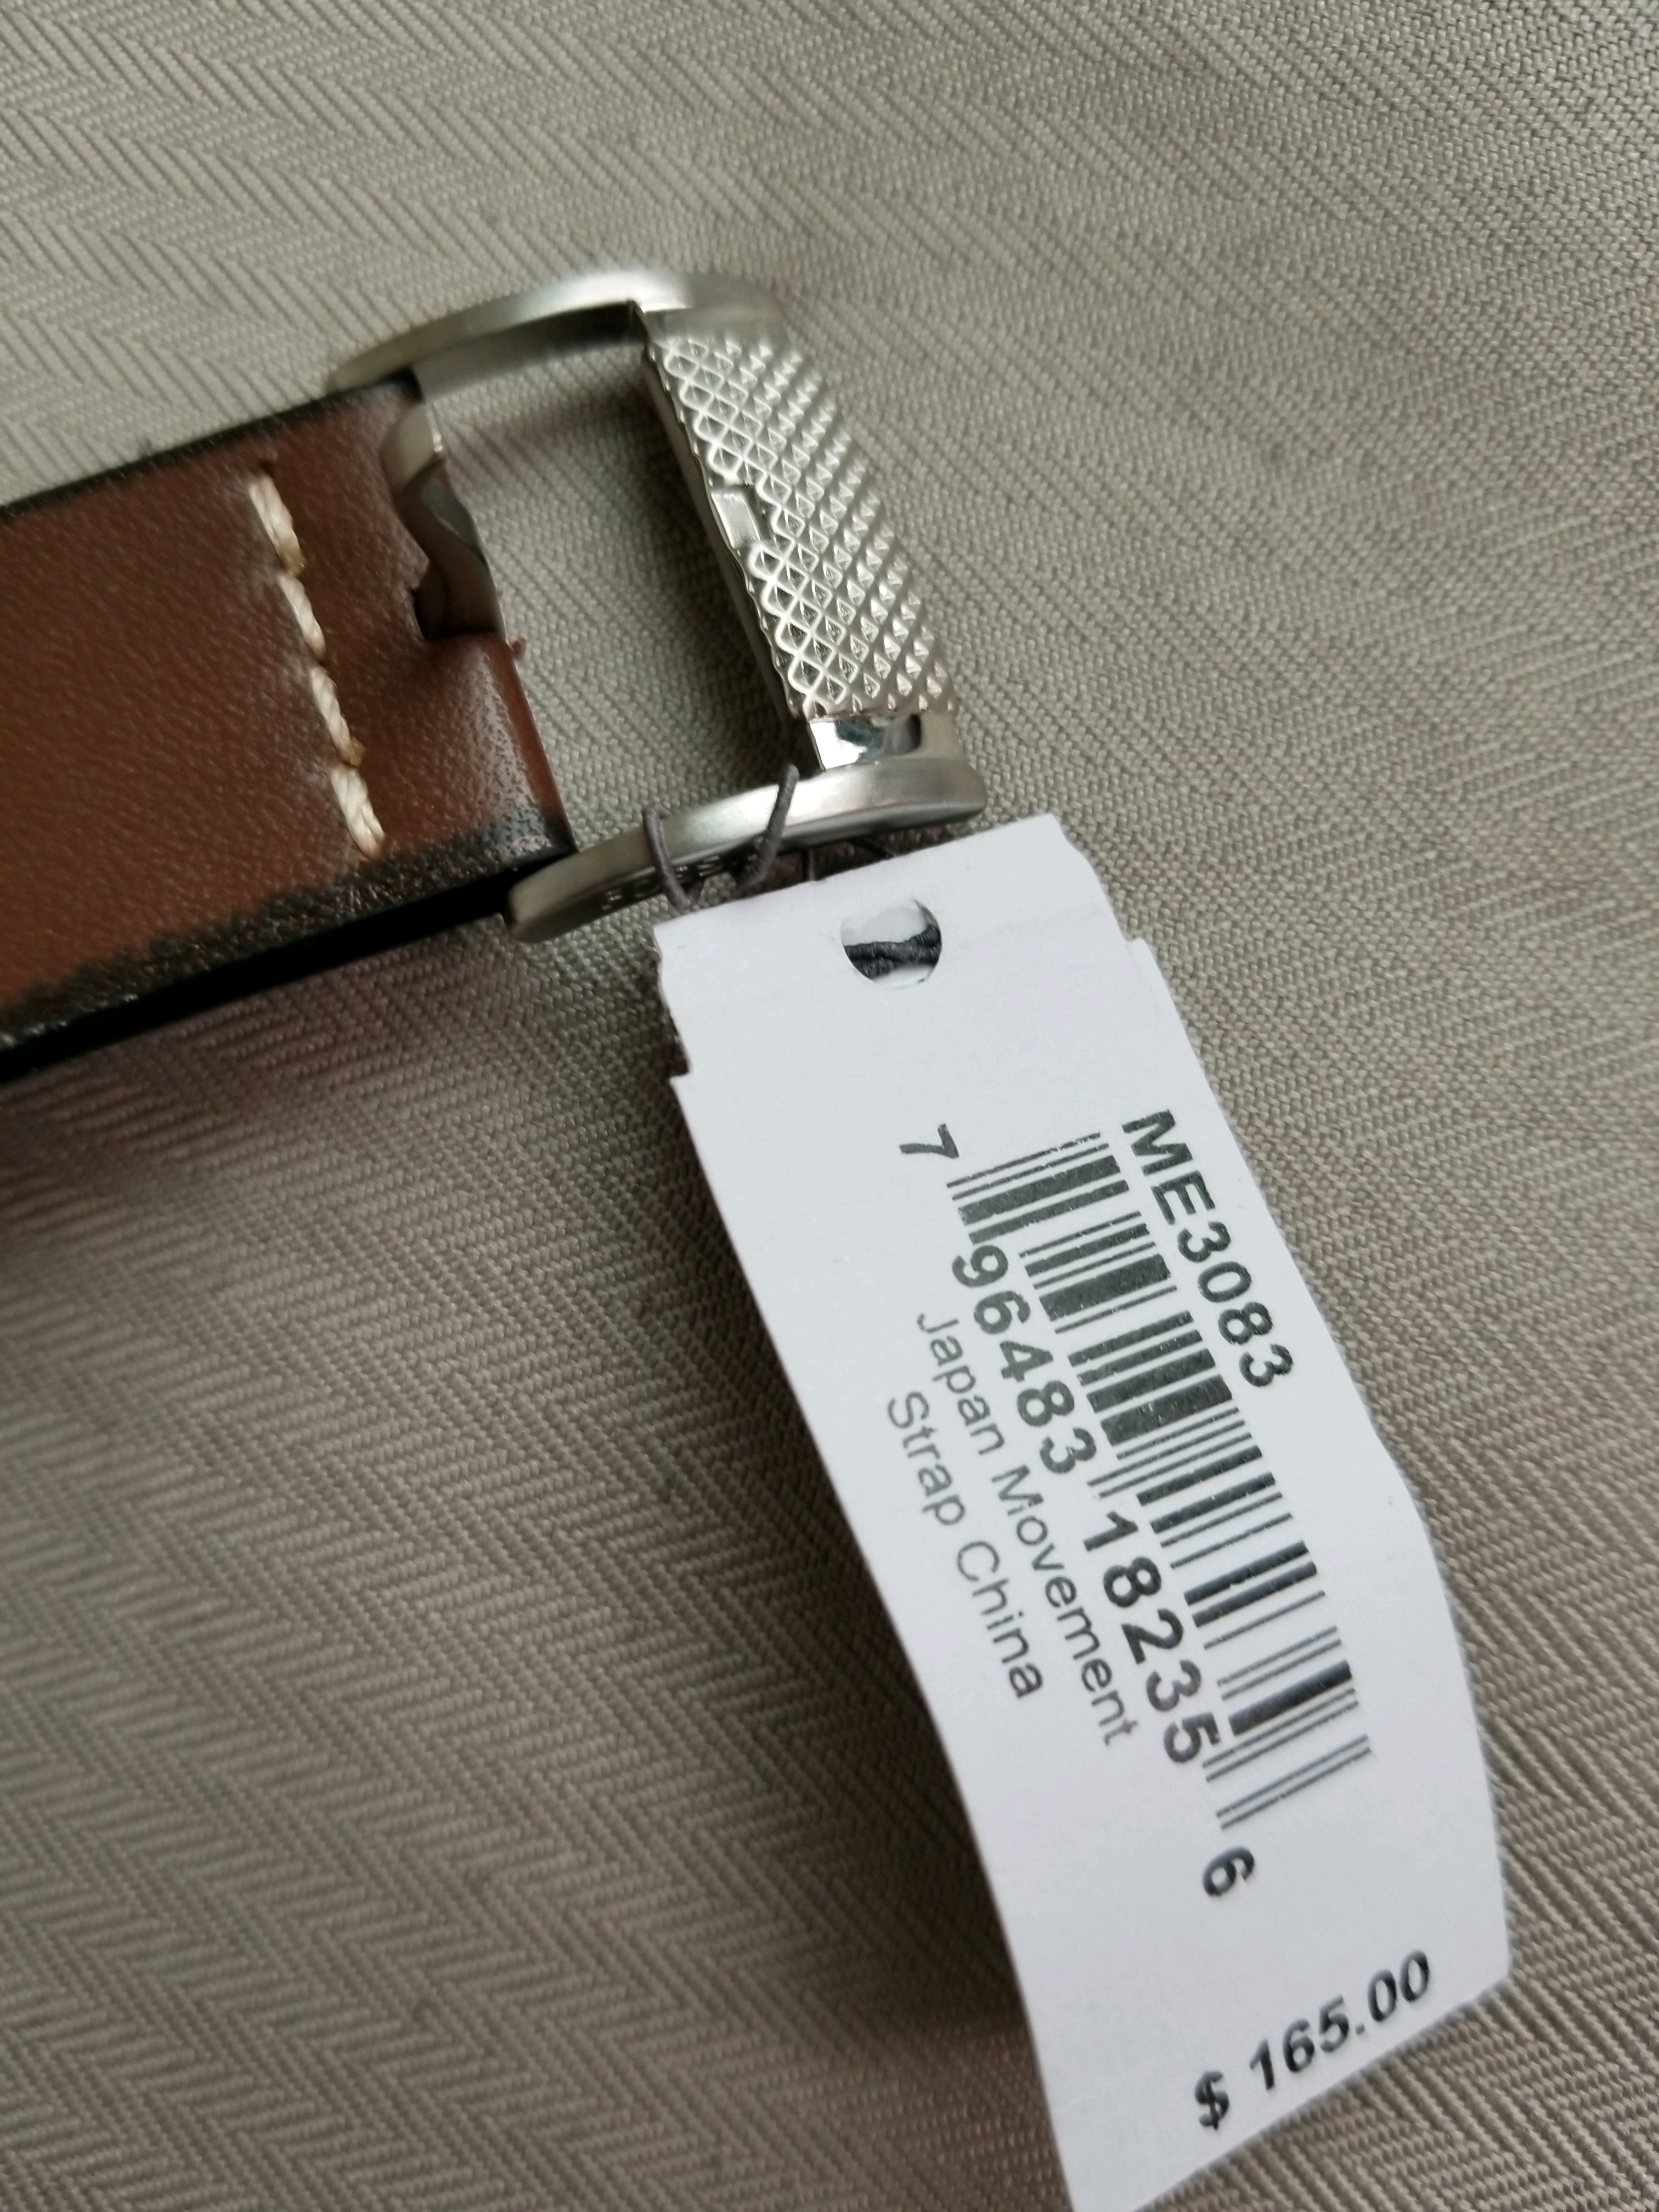 ME3083
7 96483 18235 6
Japan Movement
Strap China
$ 165.00